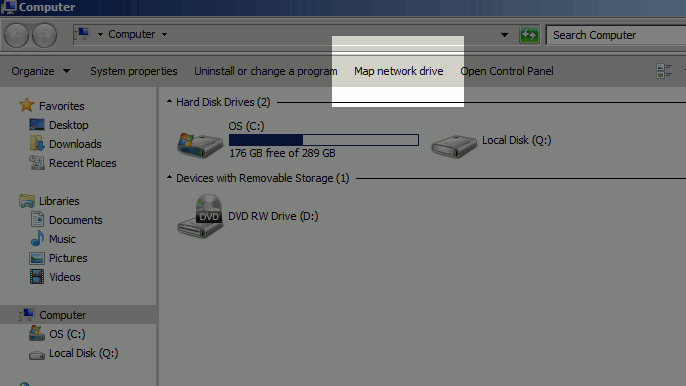 Computer
Computer
Search Computer
Organize System properties Uninstall or change a program Map network drive Open Control Panel
Favorites
Desktop
Downloads
Recent Places
Libraries
Documents
Music
Pictures
Videos
Computer
OS (C:)
Local Disk (Q:)
Hard Disk Drives (2)
OS (C:)
176 GB free of 289 GB
Local Disk (Q:)
Devices with Removable Storage (1)
DVD
DVD RW Drive (D:)